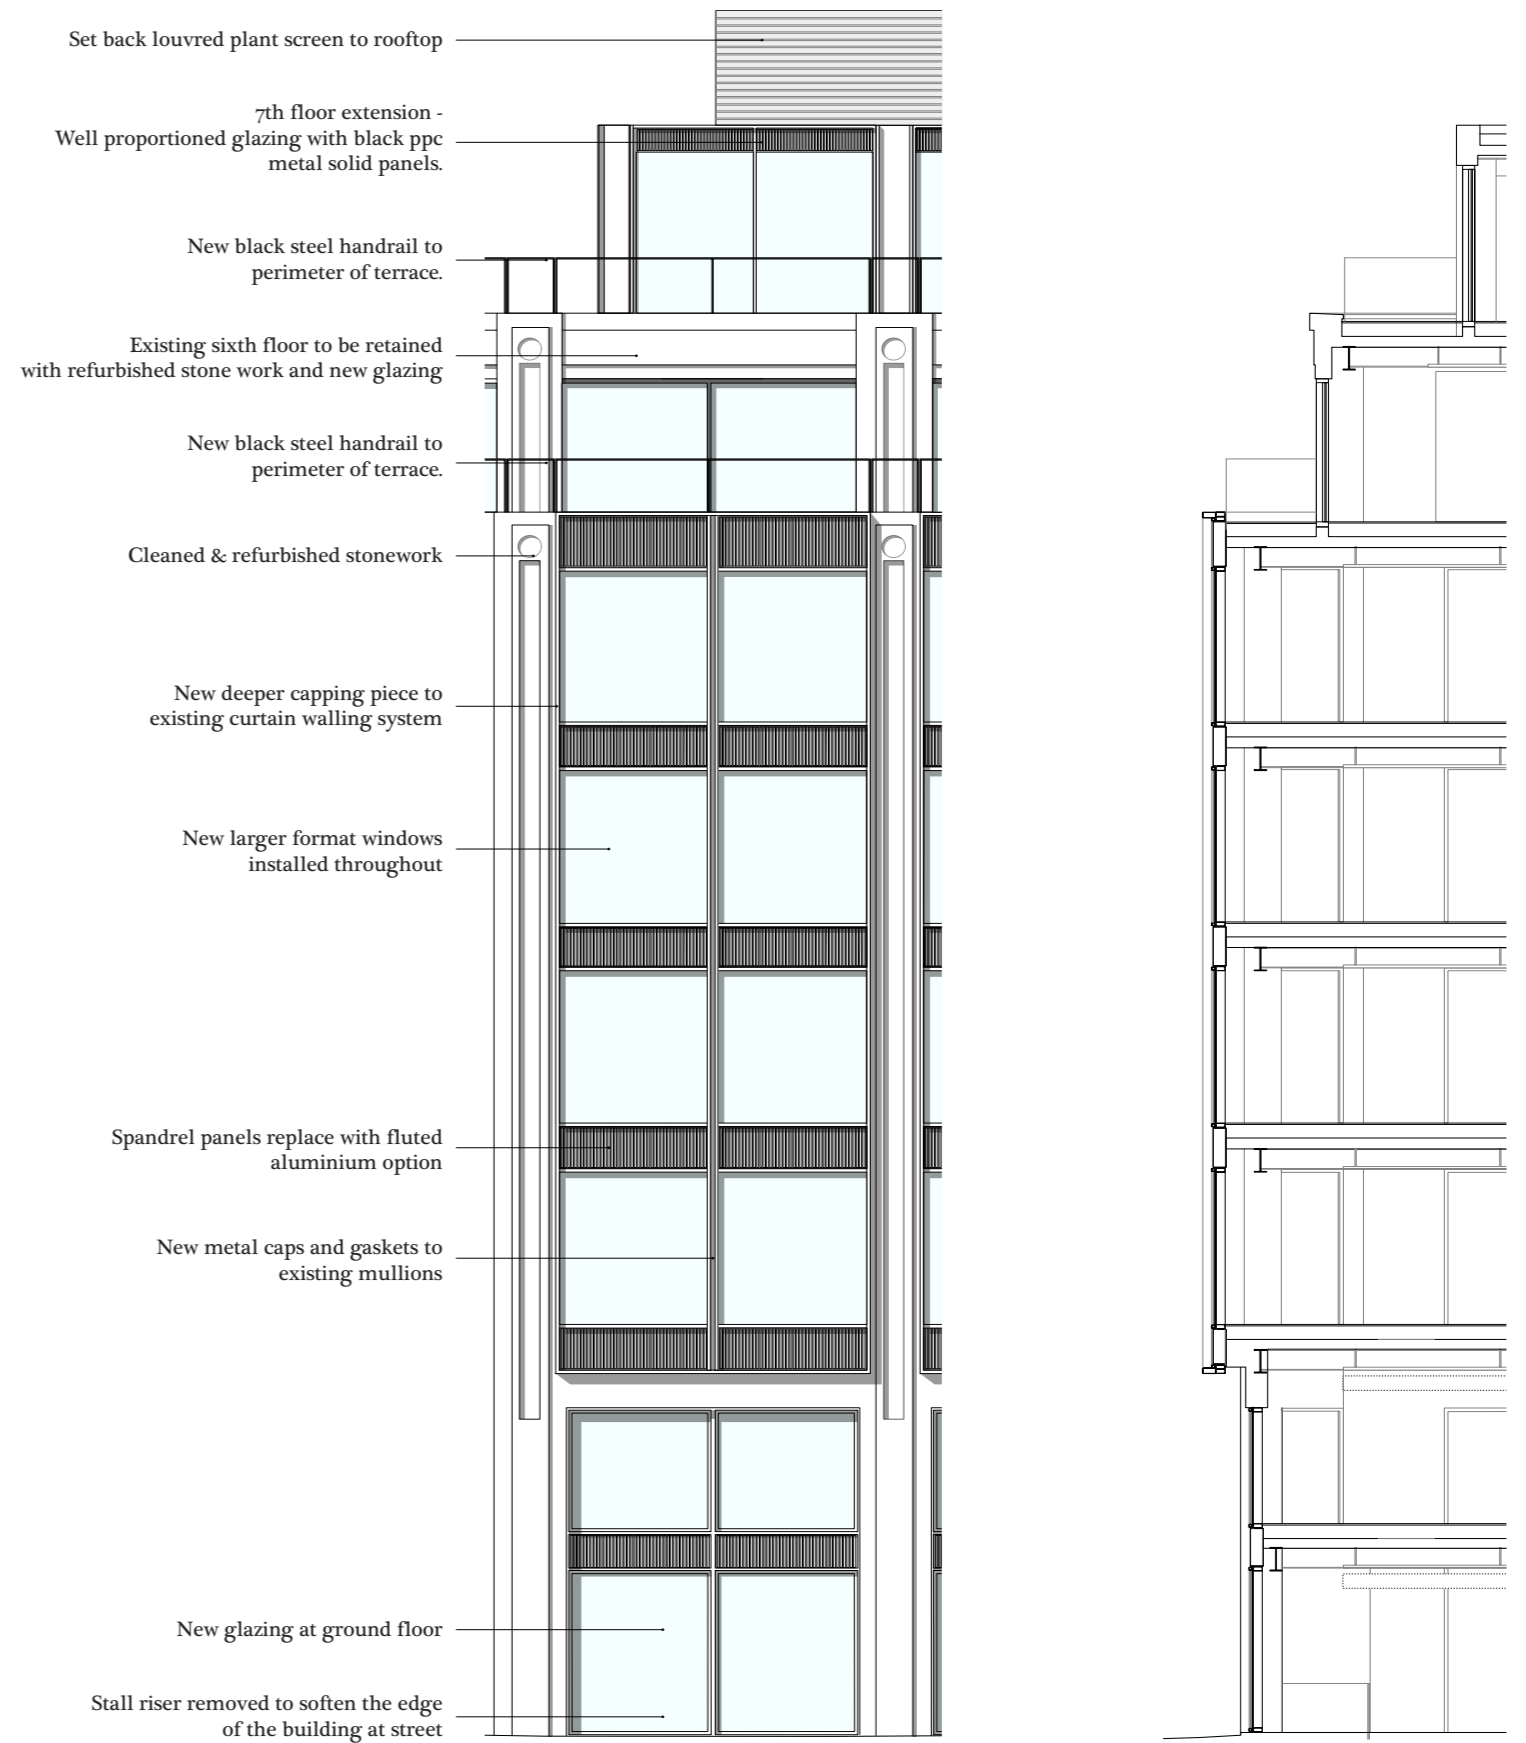 Set back louvred plant screen to rooftop
7th floor extension -
Well proportioned glazing with black ppc
metal solid panels.
New black steel handrail to
perimeter of terrace.
Existing sixth floor to be retained
with refurbished stone work and new glazing
New black steel handrail to
perimeter of terrace.
Cleaned & refurbished stonework
New deeper capping piece to
existing curtain walling system
New larger format windows
installed throughout
Spandrel panels replace with fluted
aluminium option
New metal caps and gaskets to
existing mullions
New glazing at ground floor
Stall riser removed to soften the edge
of the building at street